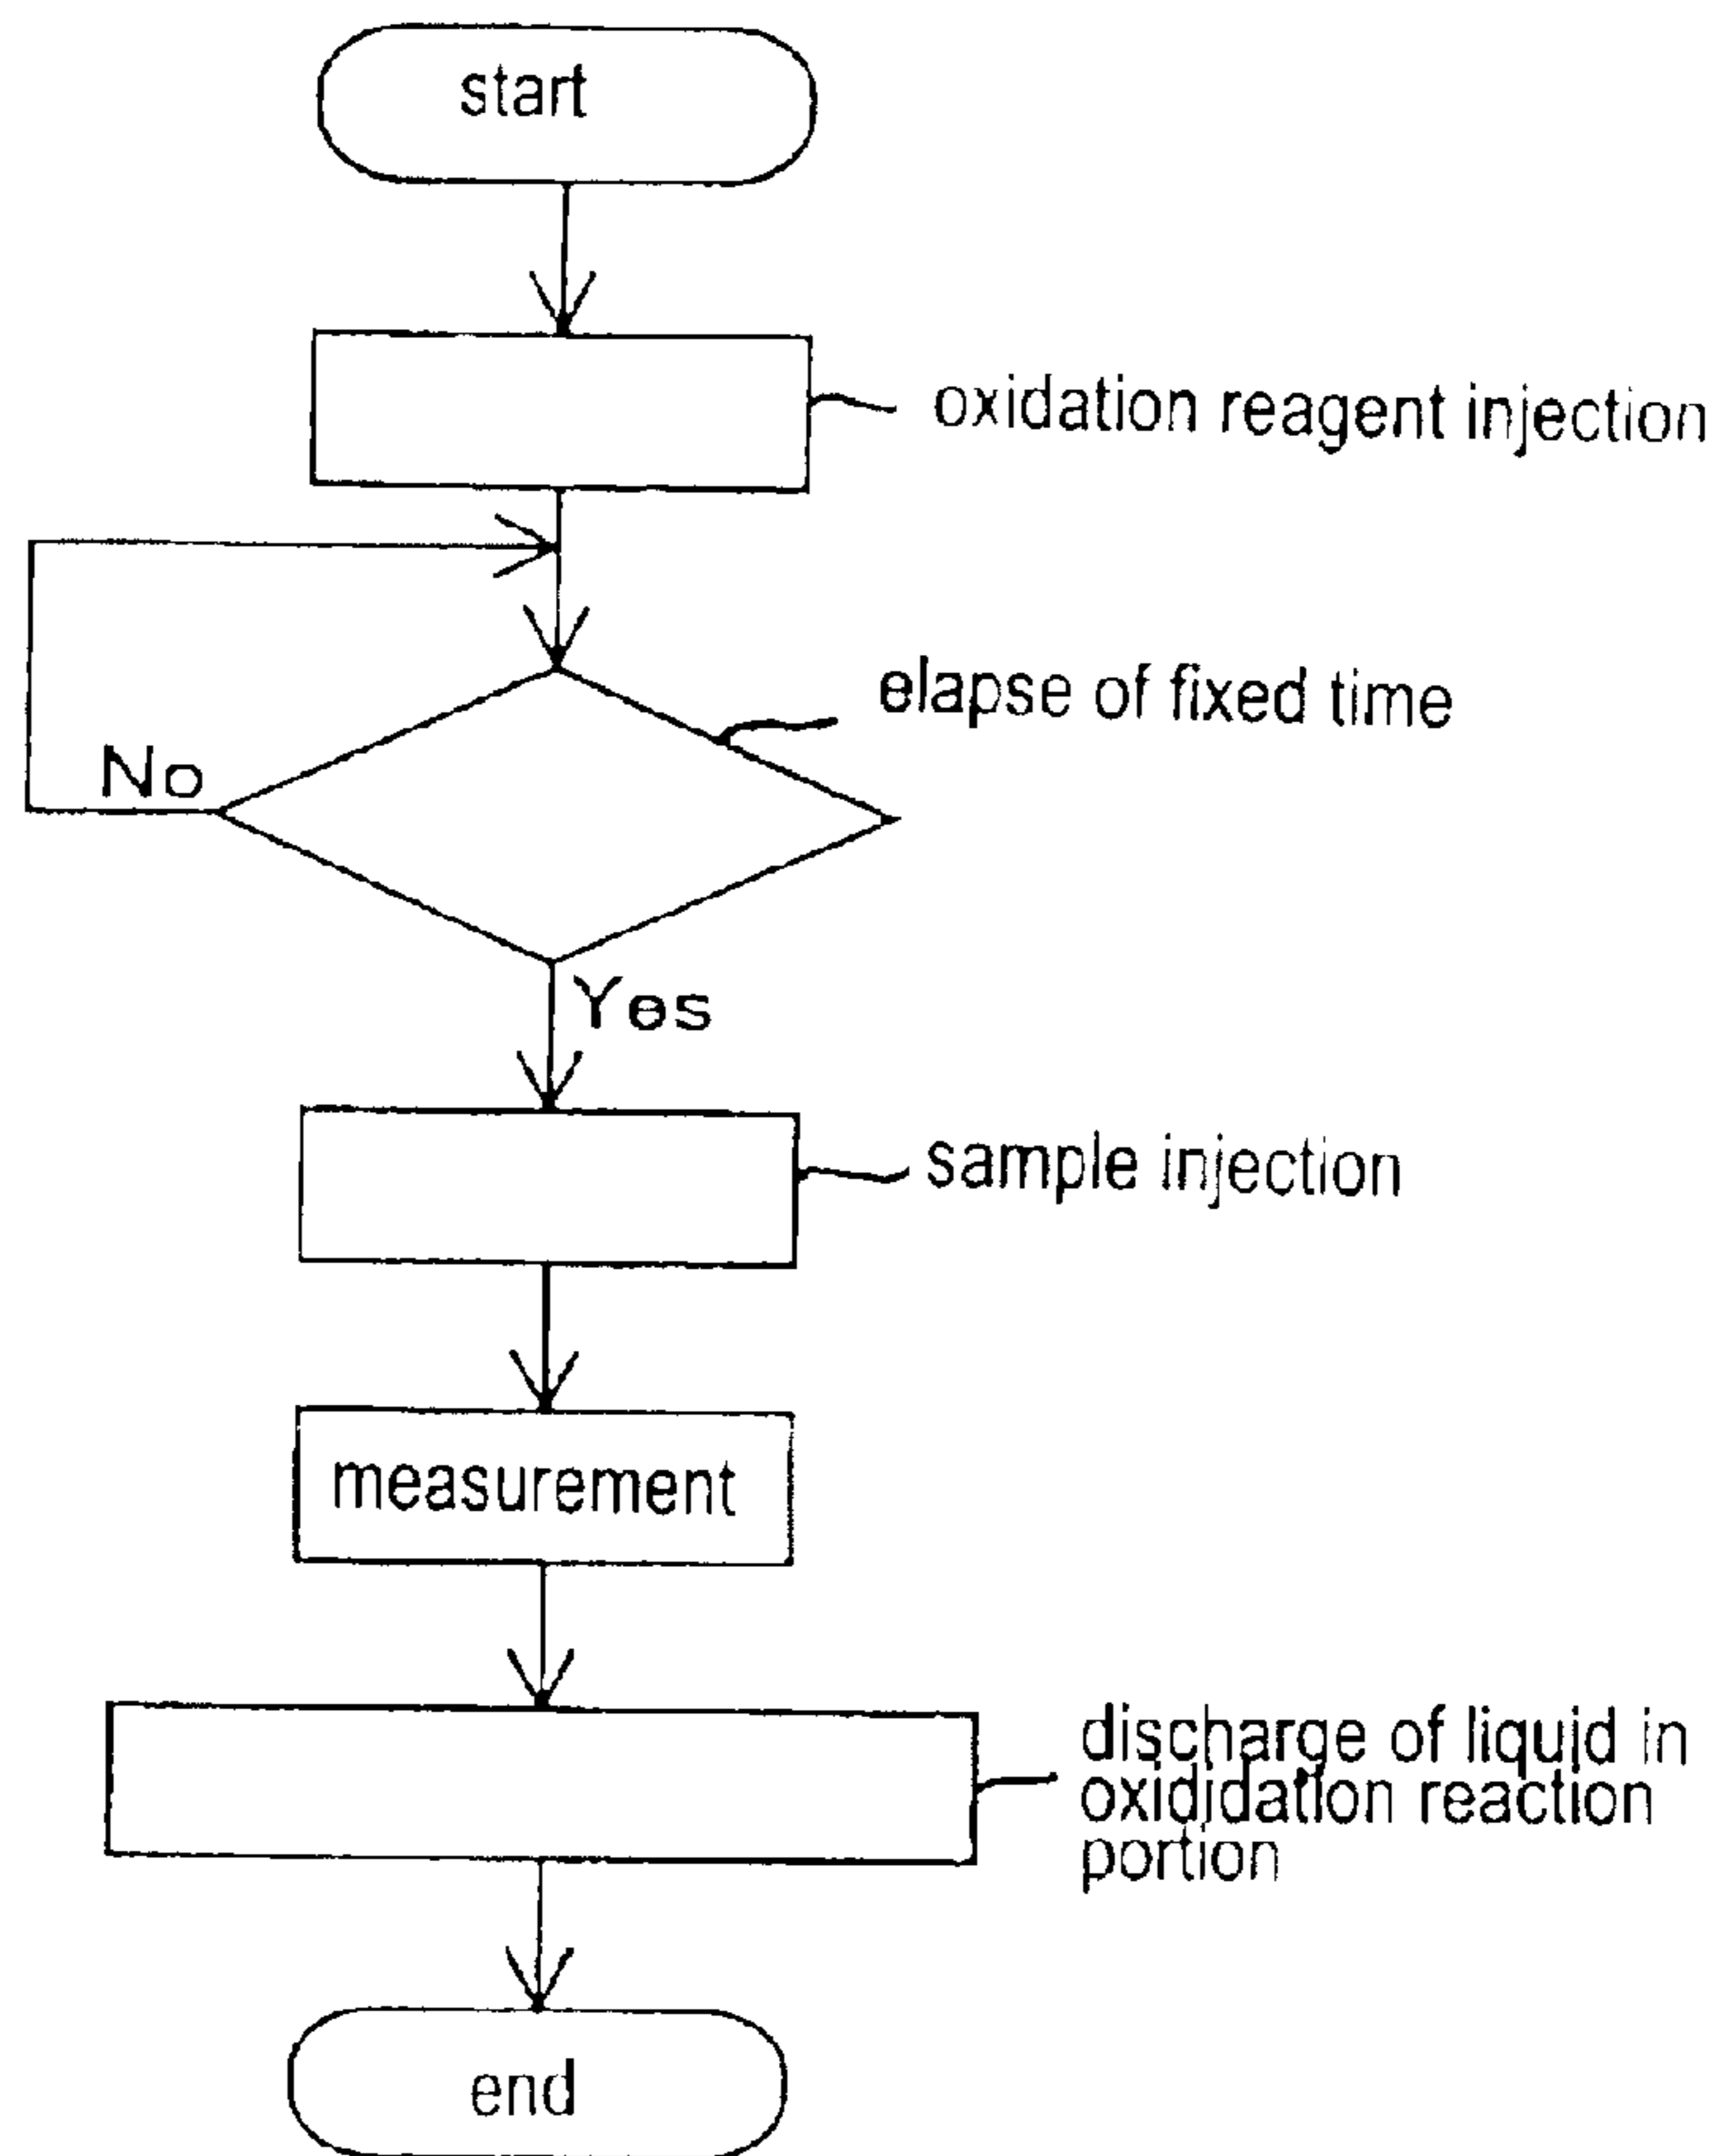 start
oxidation reagent injection
elapse of fixed time
No
Yes
sample injection
measurement
discharge of liquid in
oxididation reaction
portion
end